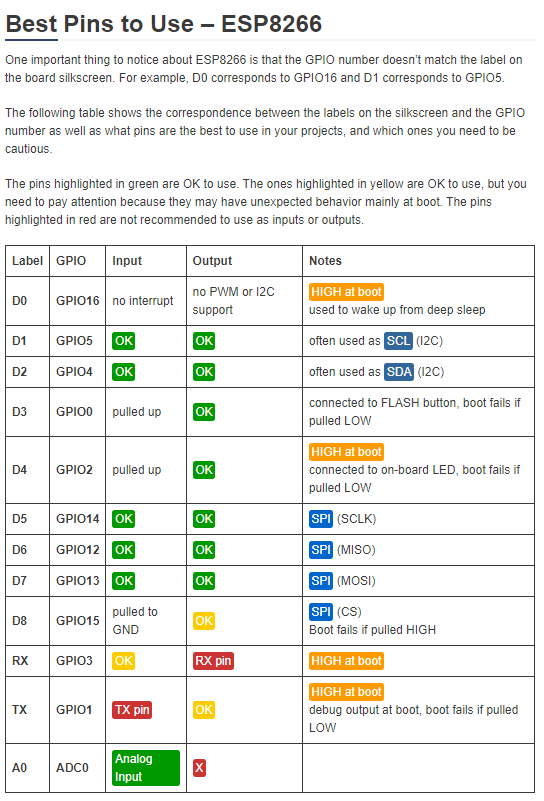 Best Pins to Use – ESP8266
One important thing to notice about ESP8266 is that the GPIO number doesn’t match the label on
the board silkscreen. For example, D0 corresponds to GPIO16 and D1 corresponds to GPIO5.
The following table shows the correspondence between the labels on the silkscreen and the GPIO
number as well as what pins are the best to use in your projects, and which ones you need to be
cautious.
The pins highlighted in green are OK to use. The ones highlighted in yellow are OK to use, but you
need to pay attention because they may have unexpected behavior mainly at boot. The pins
highlighted in red are not recommended to use as inputs or outputs.
Label GPIO Input Output Notes
D0 GPIO16 no interrupt no PWM or I2C support HIGH at boot
used to wake up from deep sleep
D1 GPIO5 OK OK often used as SCL (I2C)
D2 GPIO4 OK OK often used as SDA (I2C)
D3 GPIO0 pulled up OK connected to FLASH button, boot fails if
pulled LOW
D4 GPIO2 pulled up OK HIGH at boot
connected to on-board LED, boot fails if
pulled LOW
D5 GPIO14 OK OK SPI (SCLK)
D6 GPIO12 OK OK SPI (MISO)
D7 GPIO13 OK OK SPI (MOSI)
D8 GPIO15 pulled to GND OK SPI (CS)
Boot fails if pulled HIGH
RX GPIO3 OK RX pin HIGH at boot
TX GPIO1 TX pin OK HIGH at boot
debug output at boot, boot fails if pulled
LOW
A0 ADC0 Analog Input X